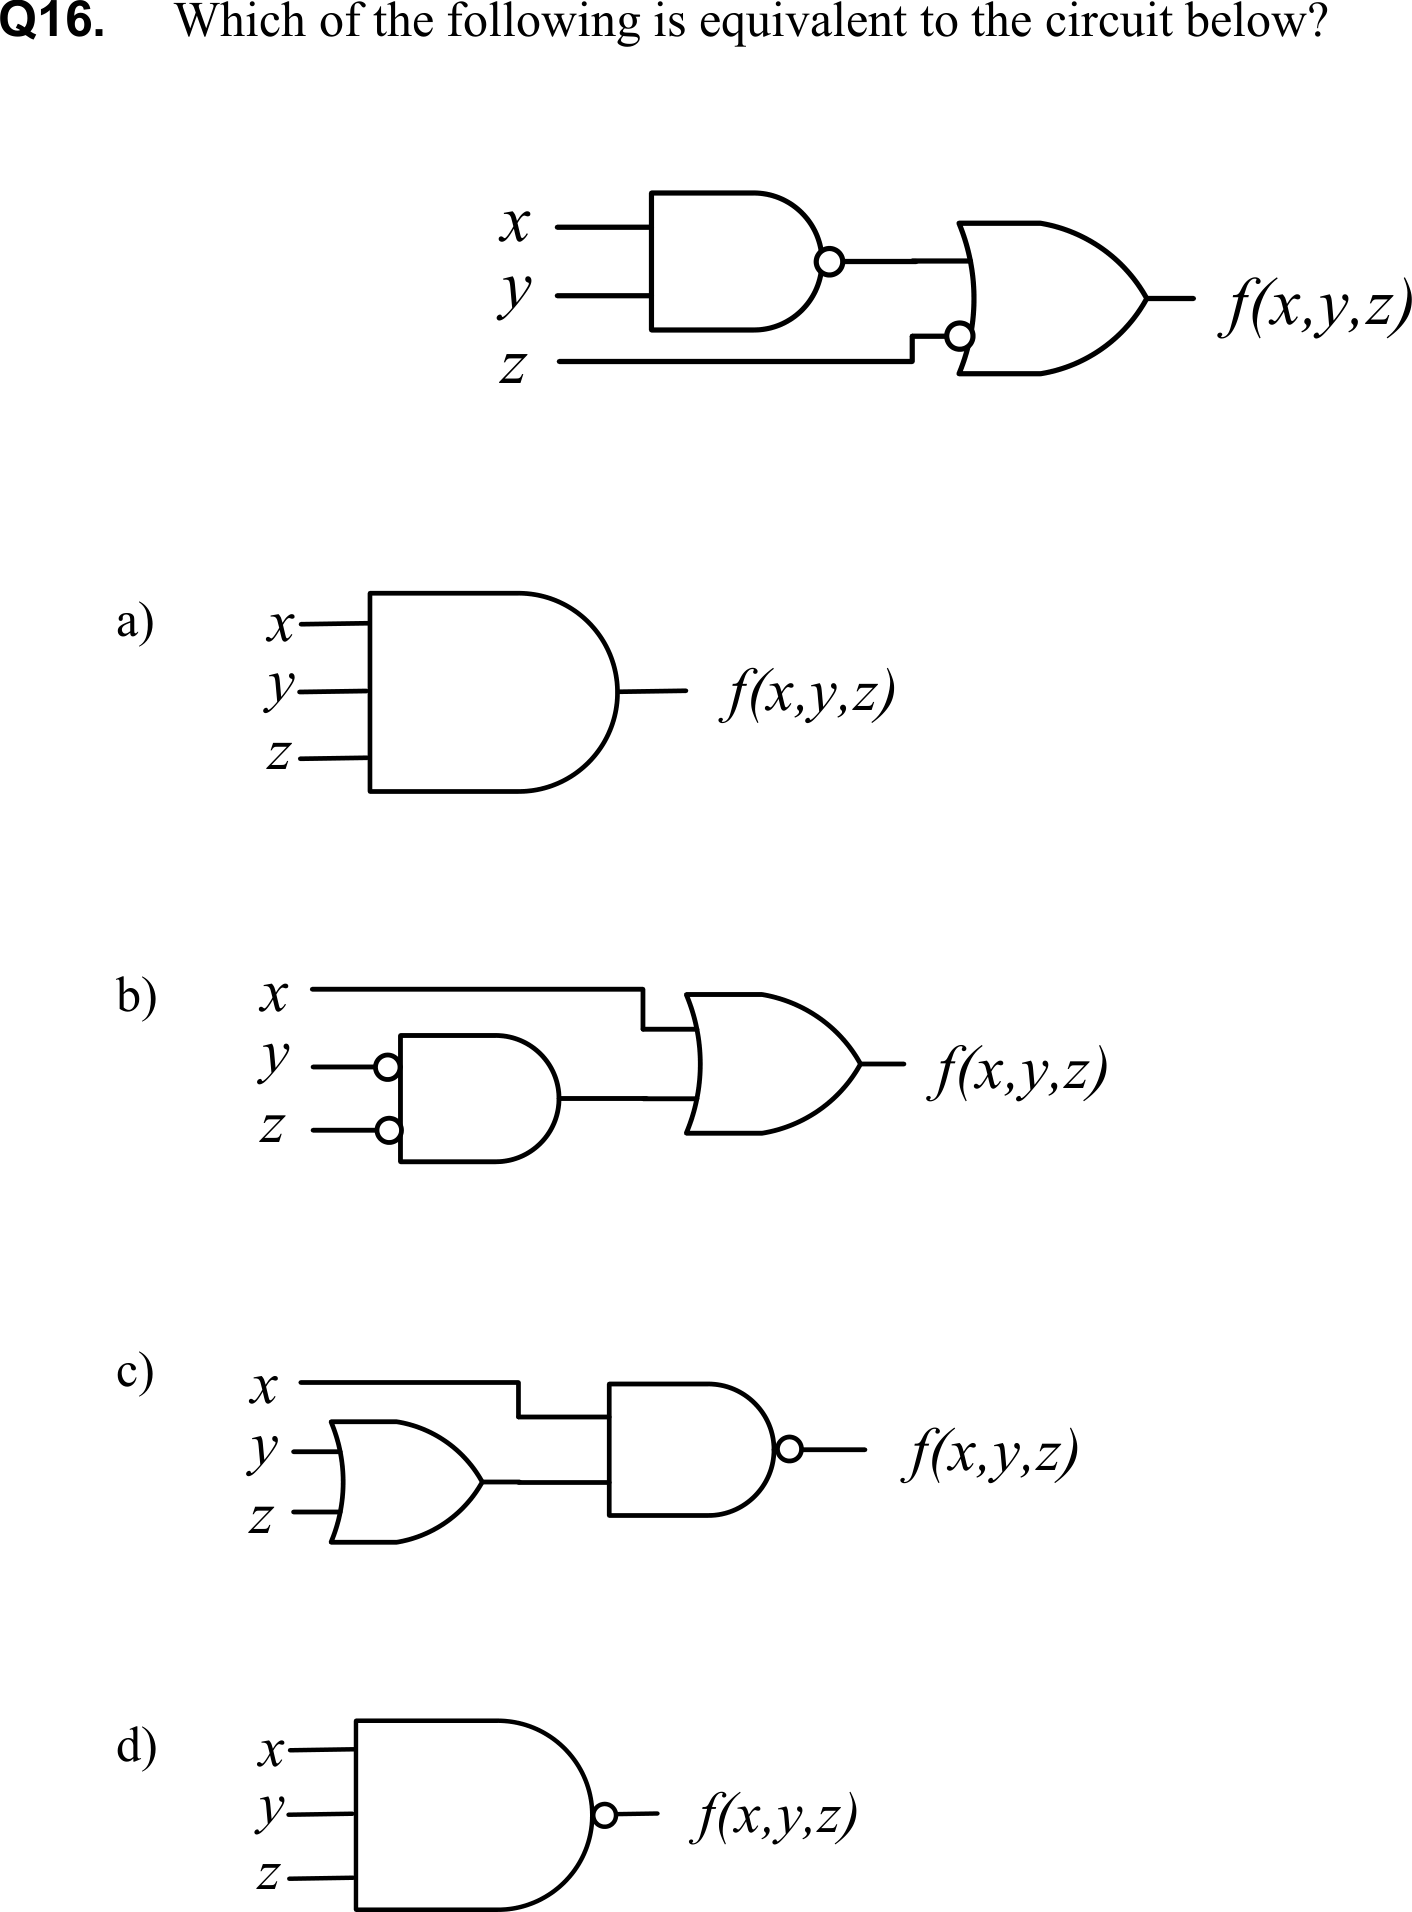 Q16. Which of the following is equivalent to the circuit below?
x
y
z
f(x,y,z)
a)
x
y
z
f(x,y,z)
b)
x
y
z
f(x,y,z)
c)
x
y
z
f(x,y,z)
d)
x
y
z
f(x,y,z)